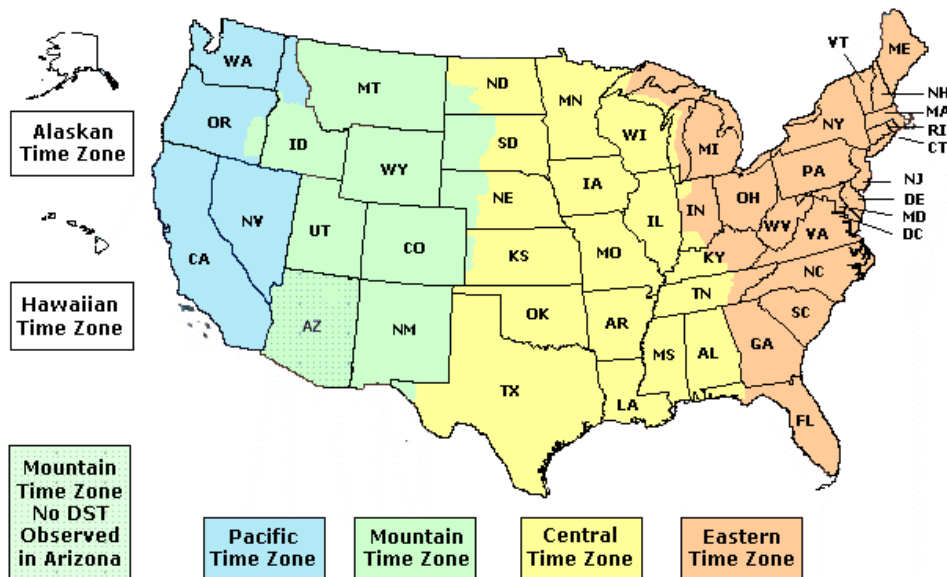 ME
VT
WA
ND
MT
MN
NH
OR
MA
NY
WI
SD
RI
ID
MI
CT
WY
PA
IA
NJ
NE
DE
OH
IN
IL
MD
NV
UT
WV
VA
DC
CO
CA
KS
MO
KY
NC
TN
OK
AZ
NM
AR
SC
GA
MS
AL
TX
LA
FL
Alaskan
Time Zone
Hawaiian
Time Zone
Mountain
Time Zone
No DST
Observed
in Arizona
Pacific
Time Zone
Mountain
Time Zone
Central
Time Zone
Eastern
Time Zone